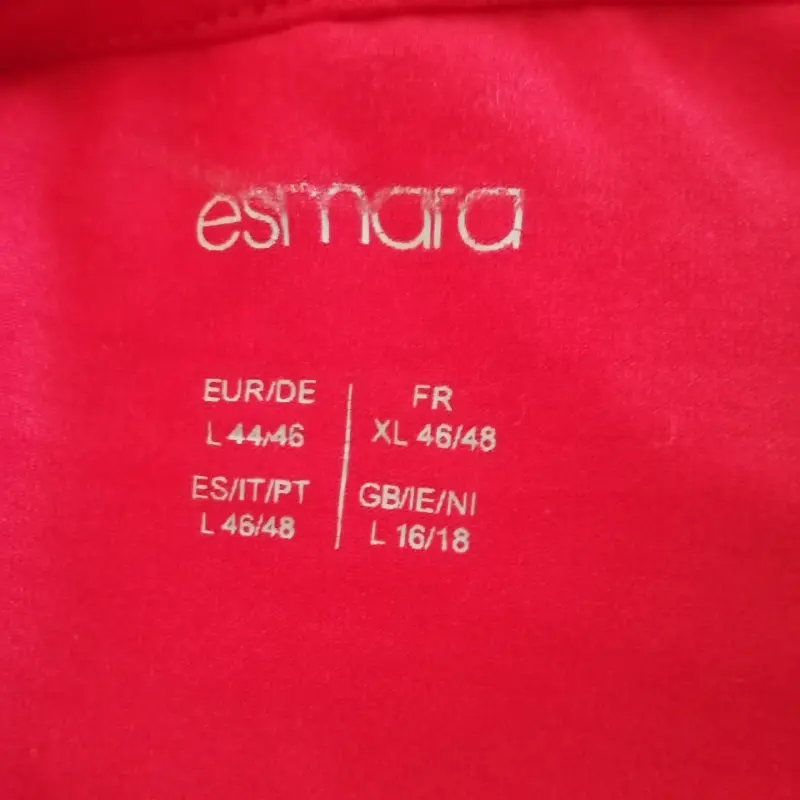 esmara
EUR/DE
L 44/46
FR
XL 46/48
ES/IT/PT
L 46/48
GB/IE/NI
L 16/18